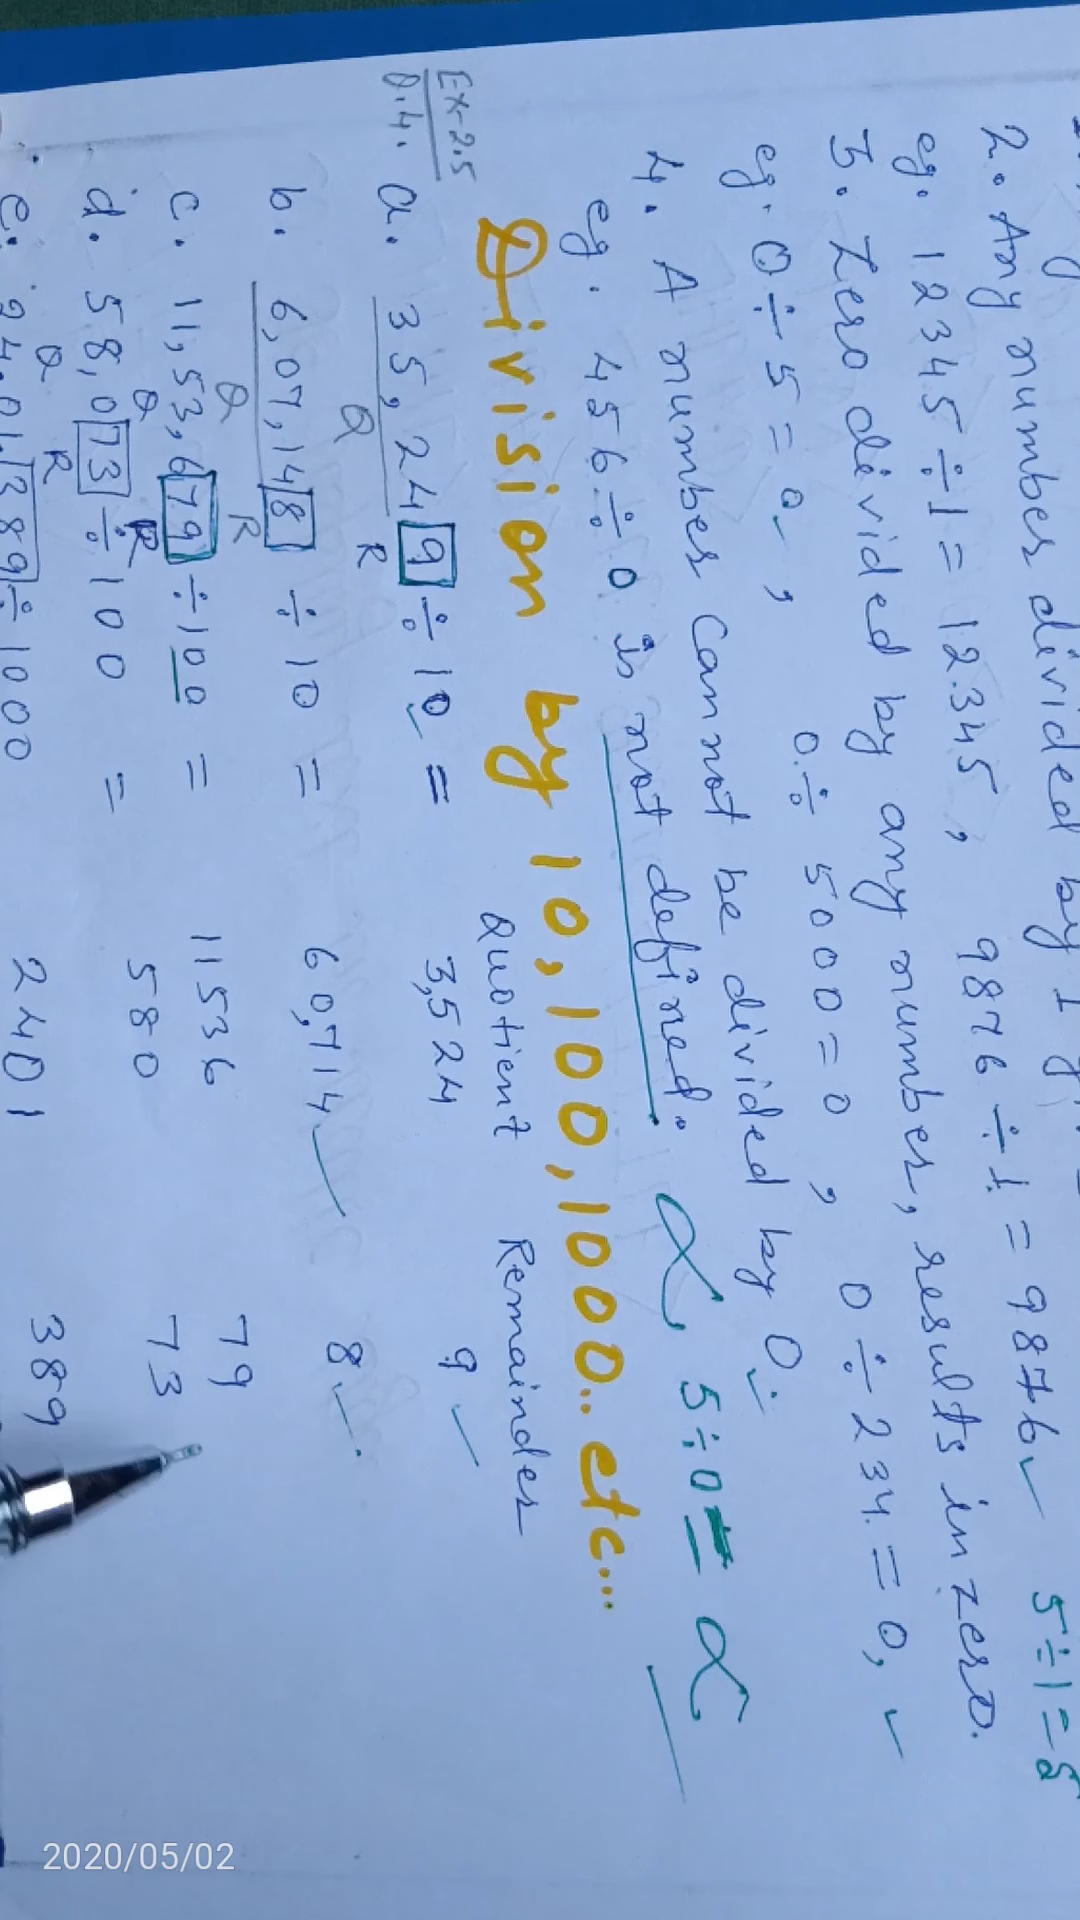 5÷1=5
2. Any number divided by 1
eg. 12345÷1=12345, 9876÷1=9876
3. Zero divided by any number, results in zero.
eg. 0÷5=0, 0÷5000=0, 0÷234=0,
4. A number cannot be divided by 0
eg. 456÷0 is not defined. 5÷0=
Division by 10,100,1000.. etc...
Ex-2.5
Quotient Remainder
Q.4. a. 35,249÷10= 3,524 9
Q R
b. 6,07,148÷10= 60,714 8
Q R
c. 11,53,679÷100= 11536 79
Q R
d. 58,073÷100= 580 73
Q R
e. 24,01,389÷1000 2401 389
2020/05/02